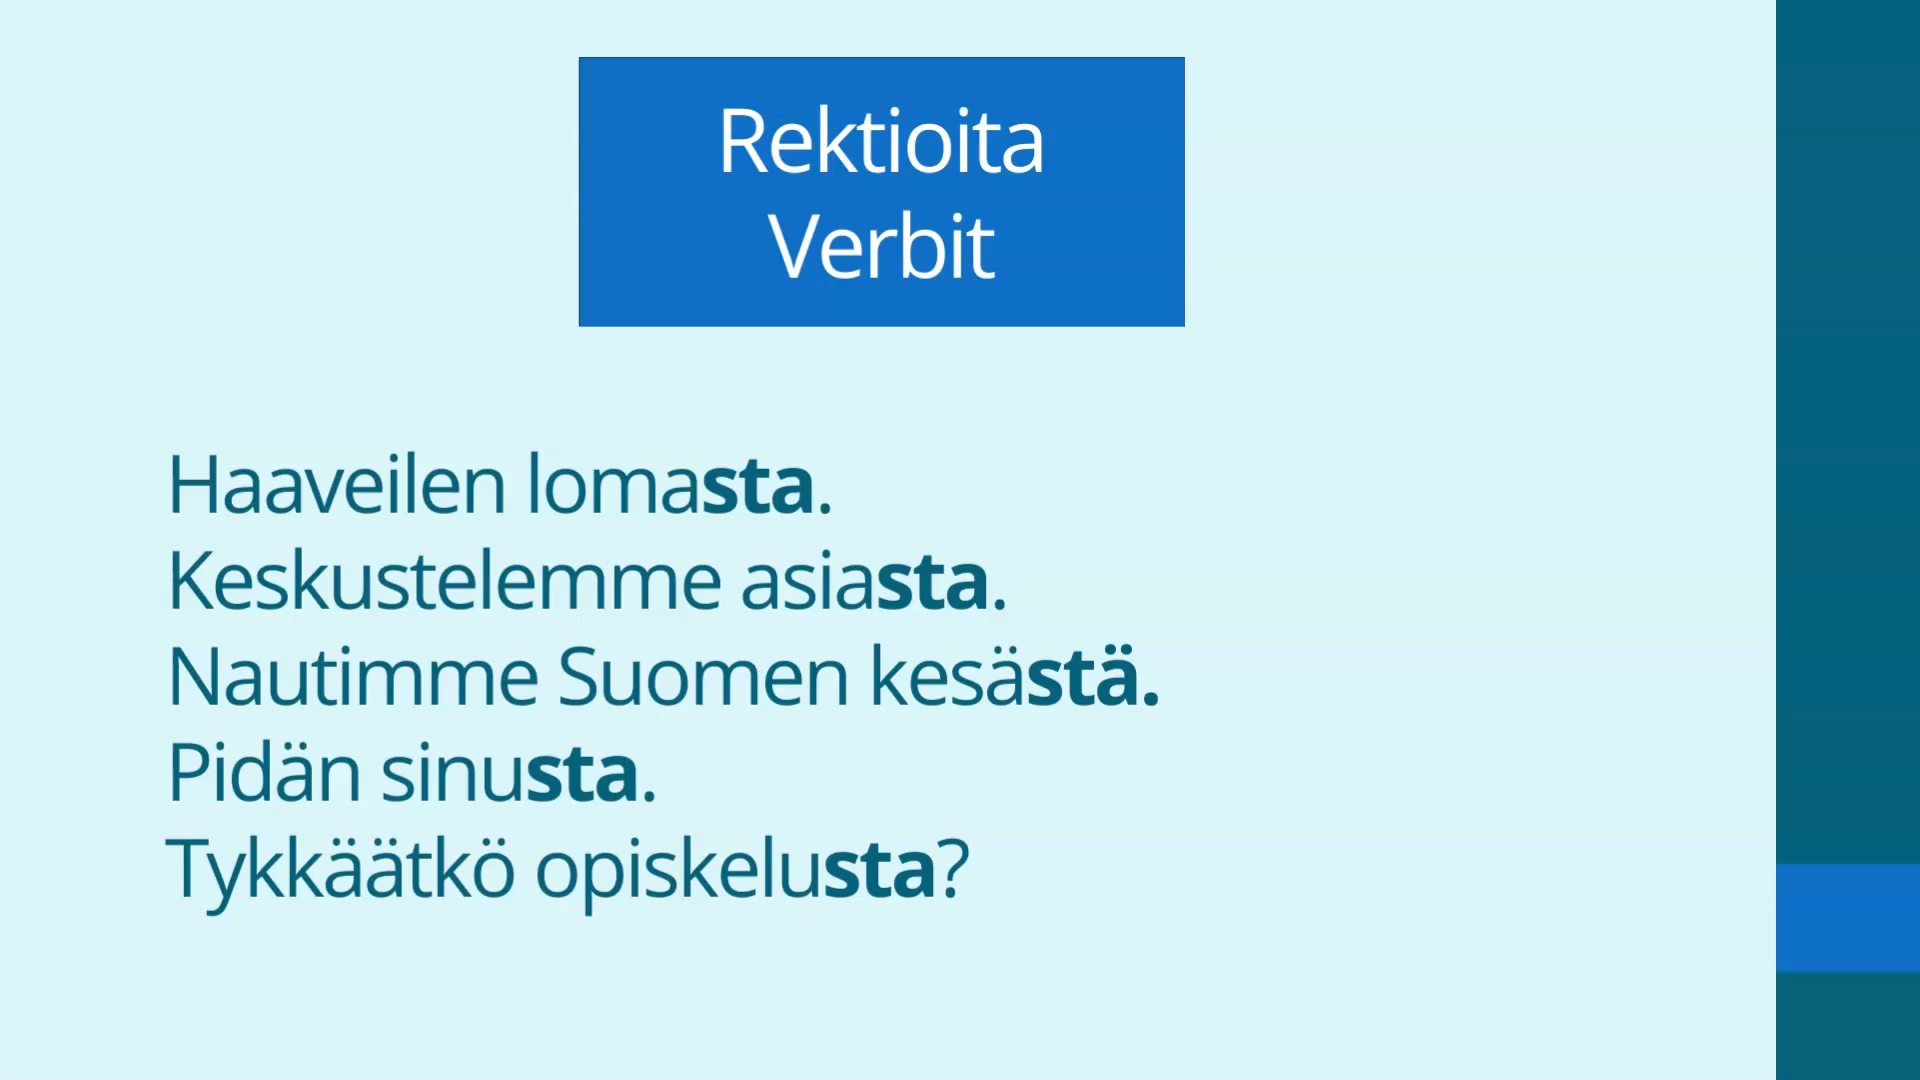 Rektioita
Verbit
Haaveilen lomasta.
Keskustelemme asiasta.
Nautimme Suomen kesästä.
Pidän sinusta.
Tykkäätkö opiskelusta?